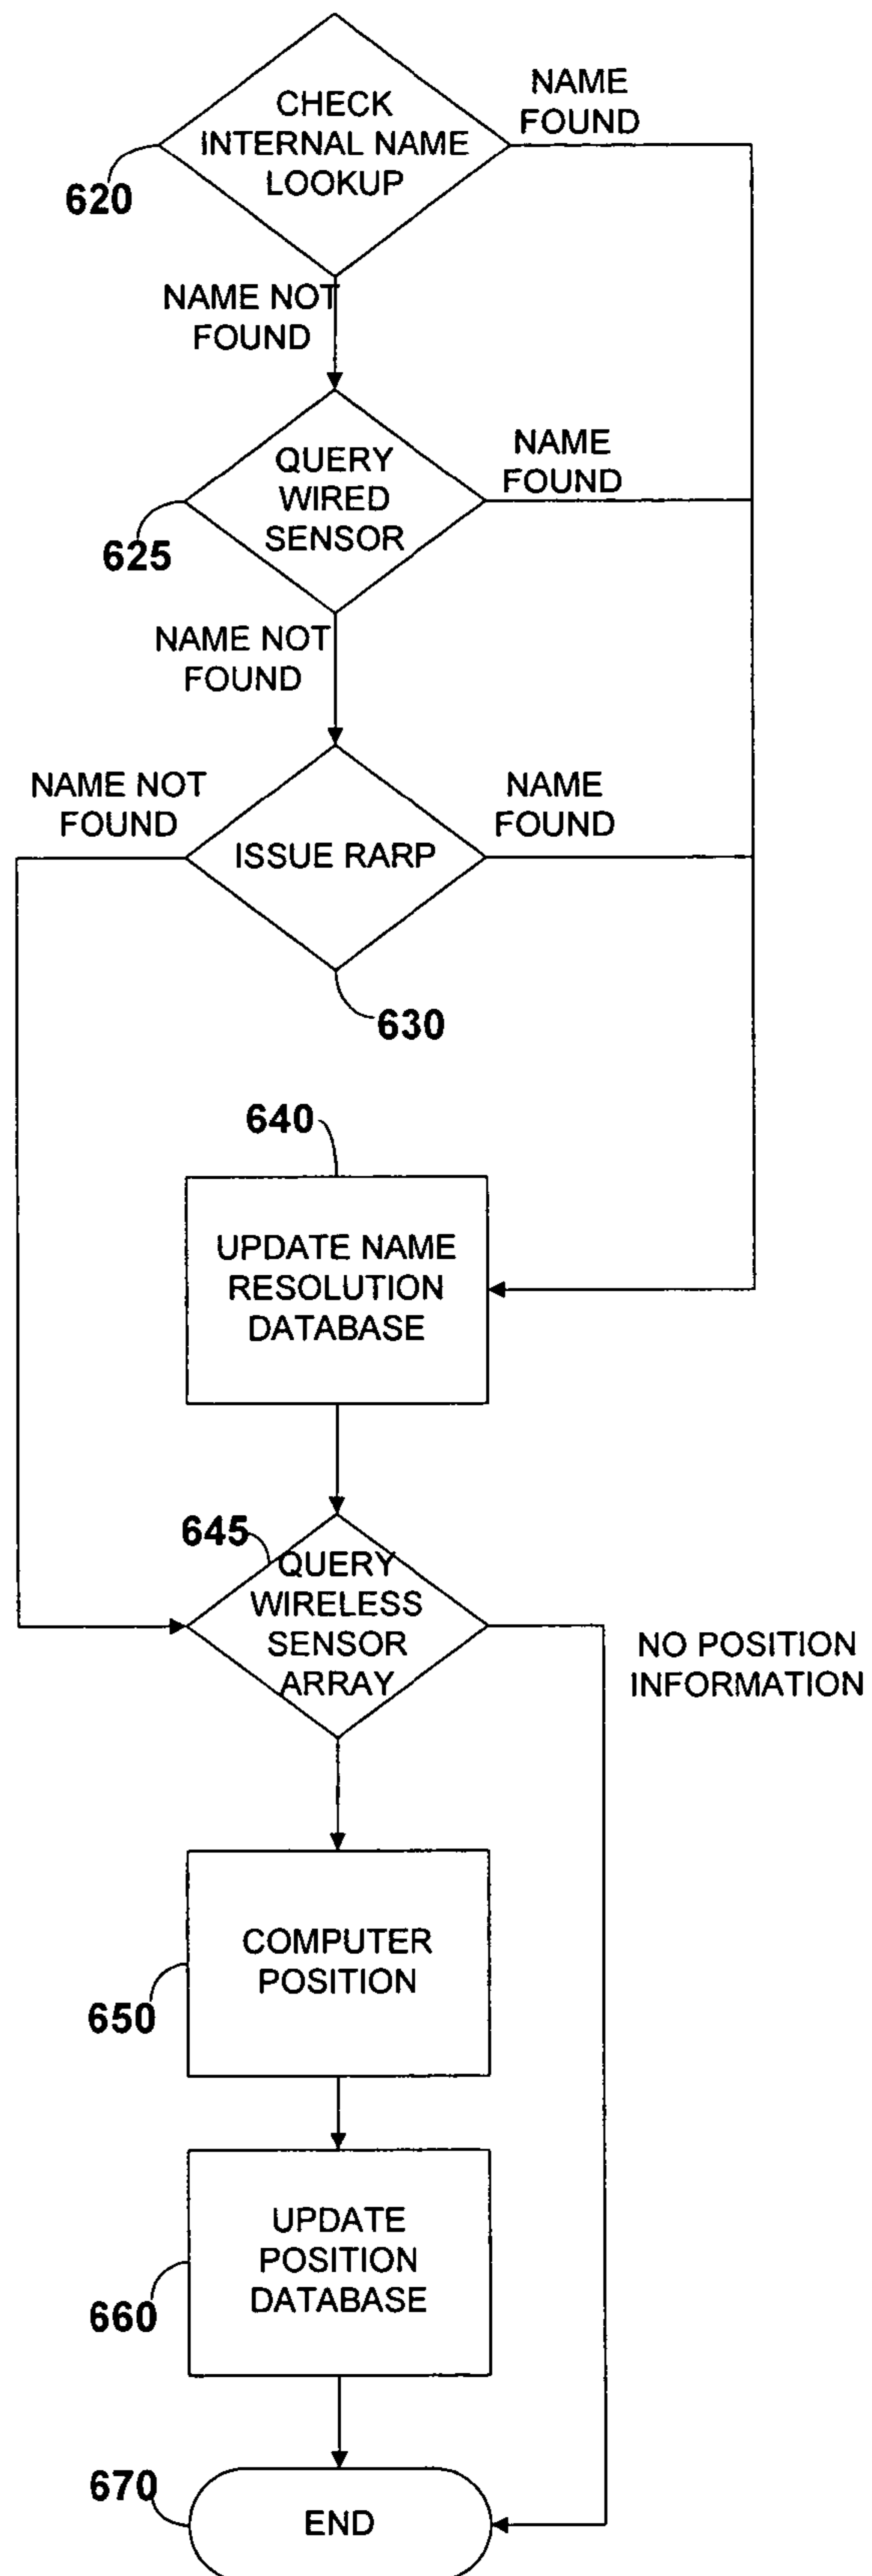 CHECK
INTERNAL NAME
LOOKUP
NAME
FOUND
620
NAME NOT
FOUND
QUERY
WIRED
SENSOR
NAME
FOUND
625
NAME NOT
FOUND
NAME NOT
FOUND
ISSUE RARP
NAME
FOUND
630
640
UPDATE NAME
RESOLUTION
DATABASE
645
QUERY
WIRELESS
SENSOR
ARRAY
NO POSITION
INFORMATION
COMPUTER
POSITION
650
UPDATE
POSITION
DATABASE
660
670
END